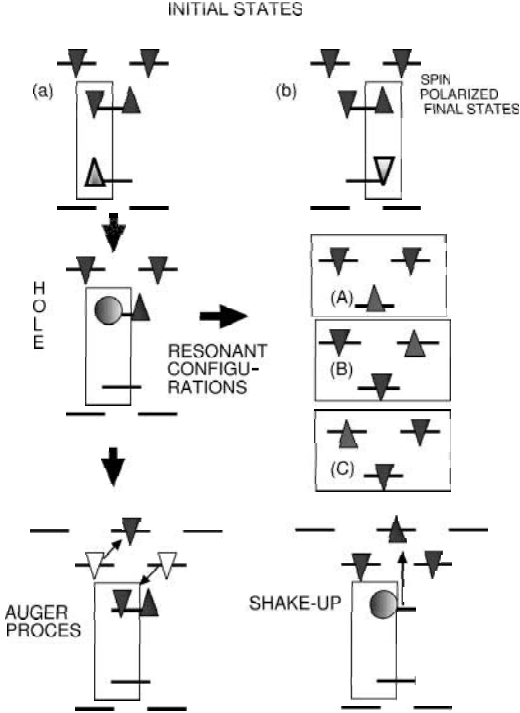 INITIAL STATES
(a)
(b)
SPIN
POLARIZED
FINAL STATES
H
O
L
E
RESONANT
CONFIGU-
RATIONS
(A)
(B)
(C)
AUGER
PROCES
SHAKE-UP